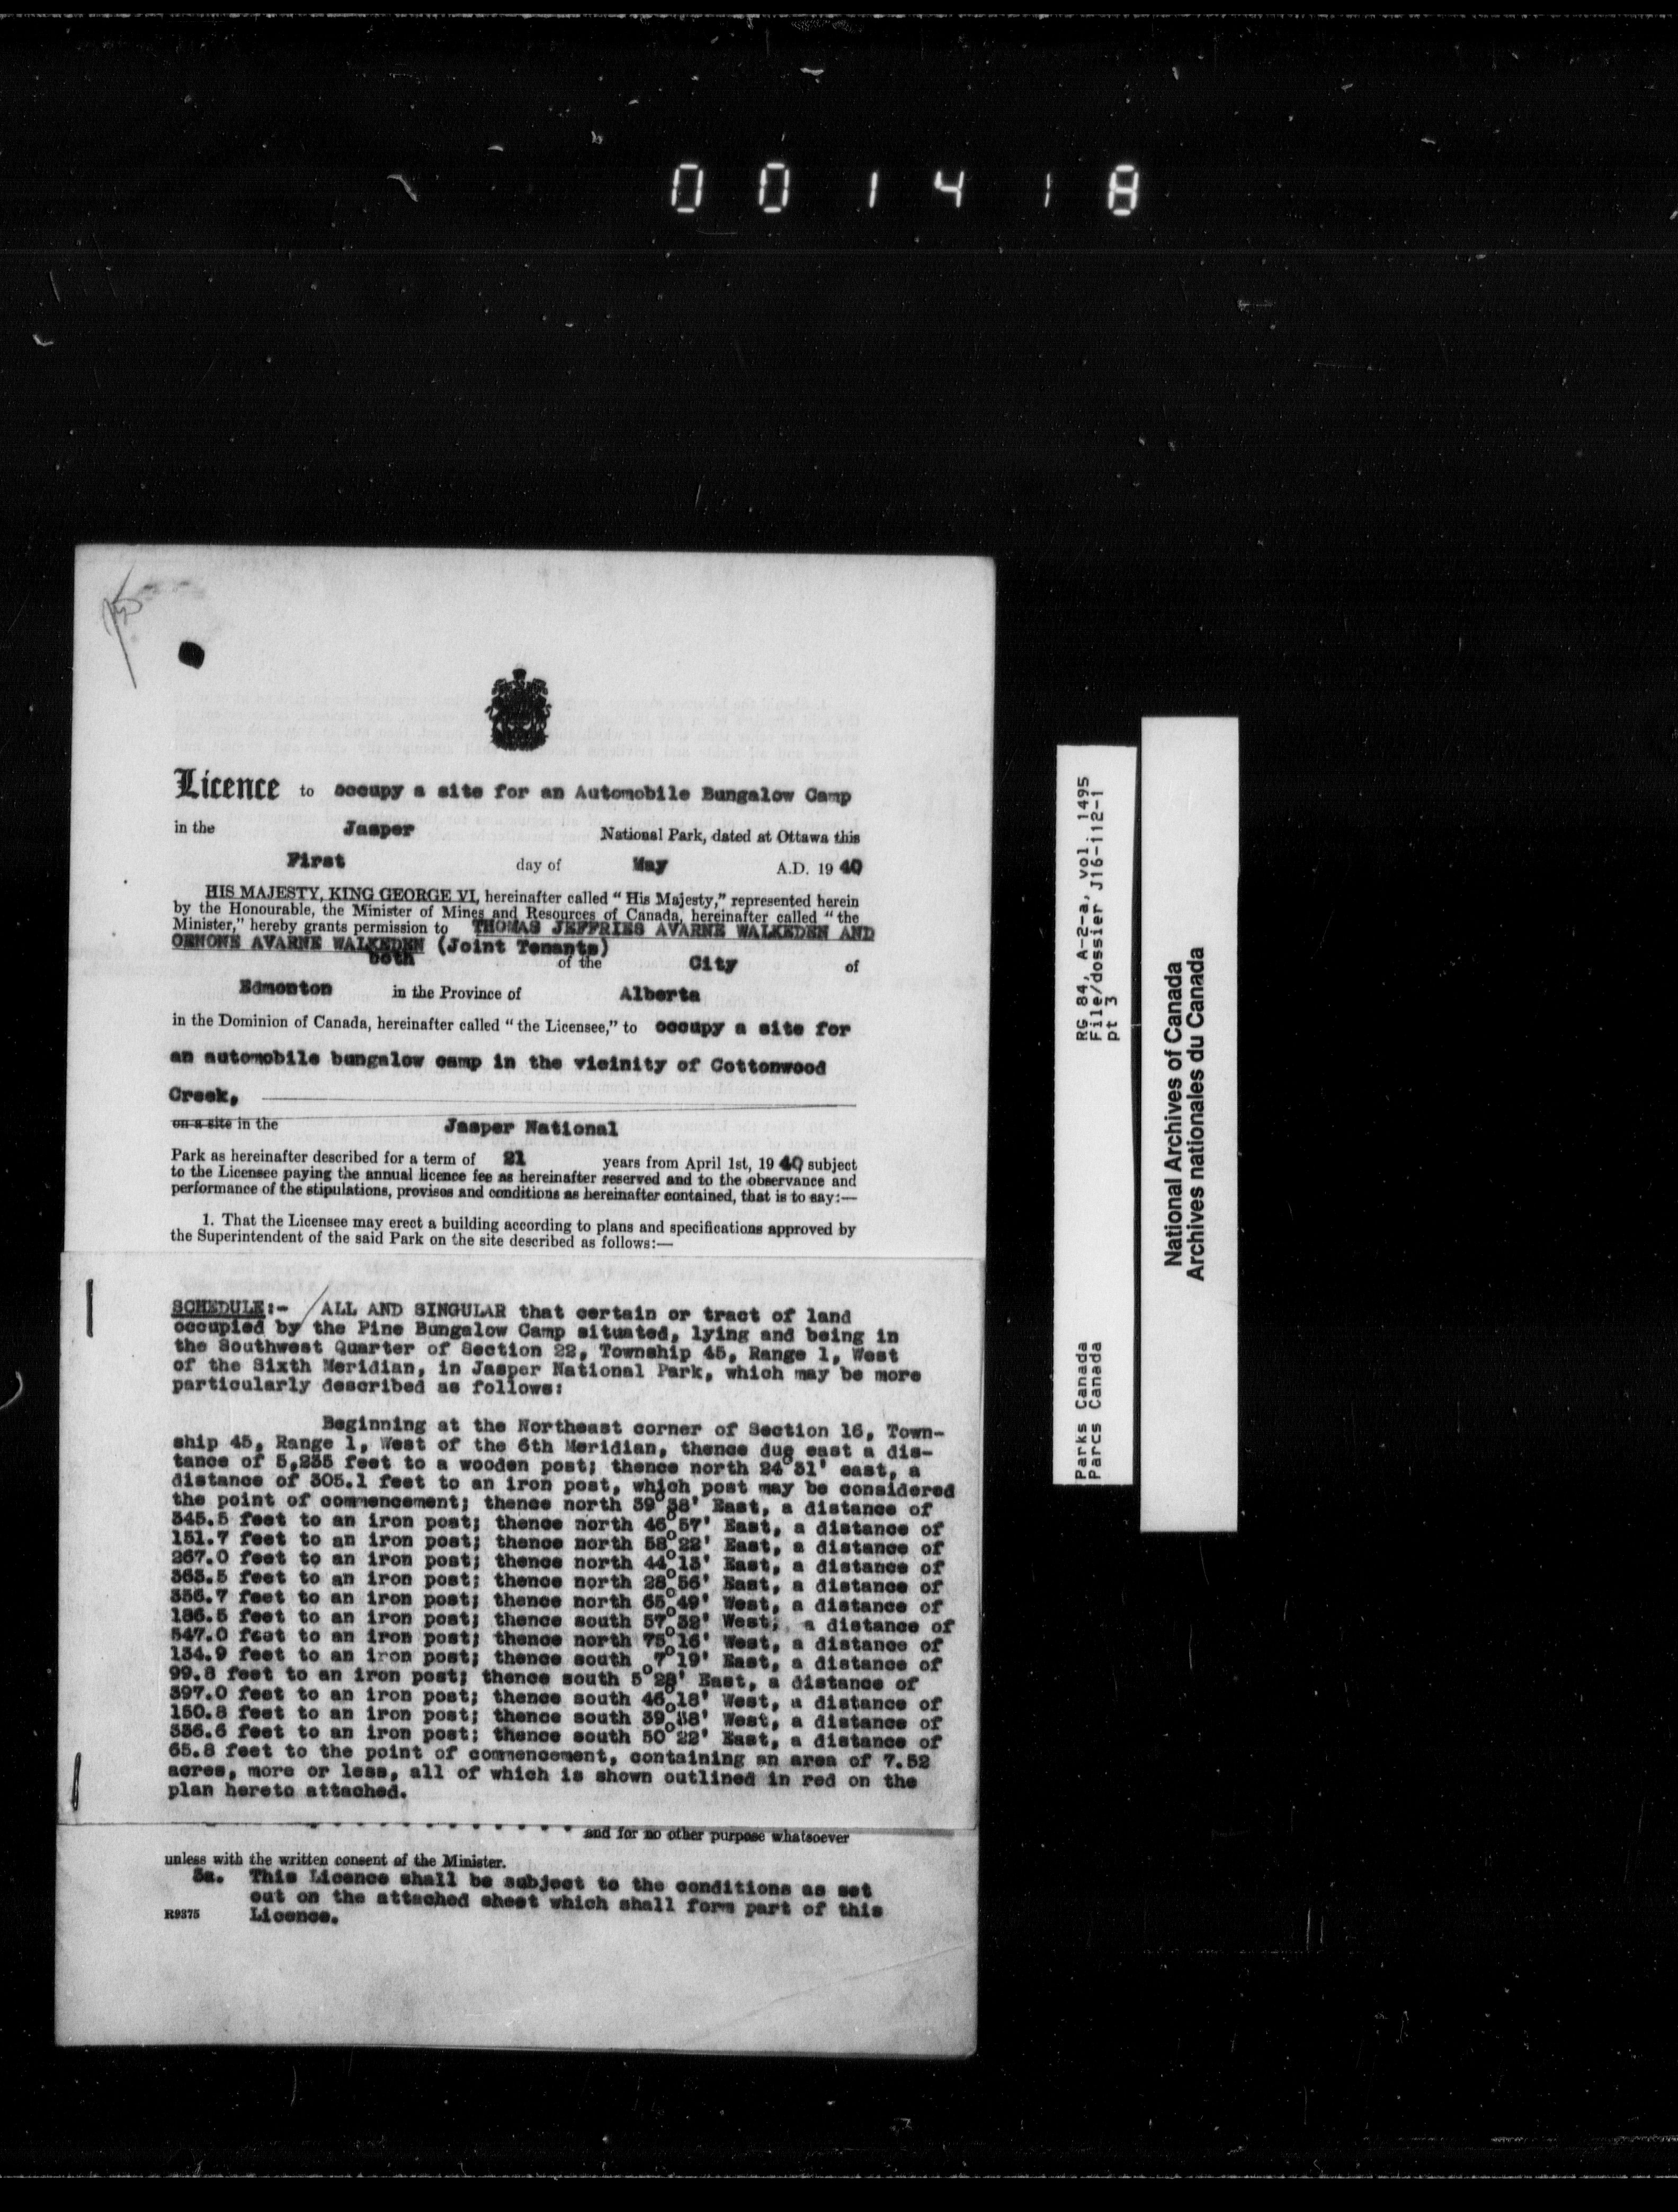 001418
Licence to occupy a site for an Automobile Bungalow Camp
in the Jasper National Park, dated at Ottawa this
First day of May A.D. 1940
HIS MAJESTY, KING GEORGE VI, hereinafter called "His Majesty," represented herein
by the Honourable, the Minister of Mines and Resources of Canada, hereinafter called "the
Minister," hereby grants permission to THOMAS JEFFRIES AVARNE WALKEDEN AND
OENONE AVARNE WALKEDEN (Joint Tenants)
both of the City of
Edmonton in the Province of Alberta
in the Dominion of Canada, hereinafter called "the Licensee," to occupy a site for
an automobile bungalow camp in the vicinity of Cottonwood
Creek,
on a site in the Jasper National
Park as hereinafter described for a term of 21 years from April 1st, 1940, subject
to the Licensee paying the annual licence fee as hereinafter reserved and to the observance and
performance of the stipulations, provisos and conditions as hereinafter contained, that is to say:—
1. That the Licensee may erect a building according to plans and specifications approved by
the Superintendent of the said Park on the site described as follows:—
SCHEDULE:- ALL AND SINGULAR that certain or tract of land
occupied by the Pine Bungalow Camp situated, lying and being in
the Southwest Quarter of Section 22, Township 45, Range 1, West
of the Sixth Meridian, in Jasper National Park, which may be more
particularly described as follows:
Beginning at the Northeast corner of Section 16, Town-
ship 45, Range 1, West of the 6th Meridian, thence due east a dis-
tance of 5,235 feet to a wooden post; thence north 24°31' east, a
distance of 305.1 feet to an iron post, which post may be considered
the point of commencement; thence north 39°38' East, a distance of
345.5 feet to an iron post; thence north 46°57' East, a distance of
151.7 feet to an iron post; thence north 58°22' East, a distance of
267.0 feet to an iron post; thence north 44°13' East, a distance of
363.5 feet to an iron post; thence north 28°56' East, a distance of
356.7 feet to an iron post; thence north 65°49' West, a distance of
186.5 feet to an iron post; thence south 57°32' West, a distance of
547.0 feet to an iron post; thence north 75°16' West, a distance of
134.9 feet to an iron post; thence south 7°19' East, a distance of
99.8 feet to an iron post; thence south 5°28' East, a distance of
397.0 feet to an iron post; thence south 46°18' West, a distance of
150.8 feet to an iron post; thence south 39°38' West, a distance of
336.6 feet to an iron post; thence south 50°22' East, a distance of
65.8 feet to the point of commencement, containing an area of 7.52
acres, more or less, all of which is shown outlined in red on the
plan hereto attached.
and for no other purpose whatsoever
unless with the written consent of the Minister.
3a. This Licence shall be subject to the conditions as set
out on the attached sheet which shall form part of this
Licence.
R9375
RG 84, A-2-a, vol. 1495
File/dossier J16-112-1
pt 3
Parks Canada
Parcs Canada
National Archives of Canada
Archives nationales du Canada